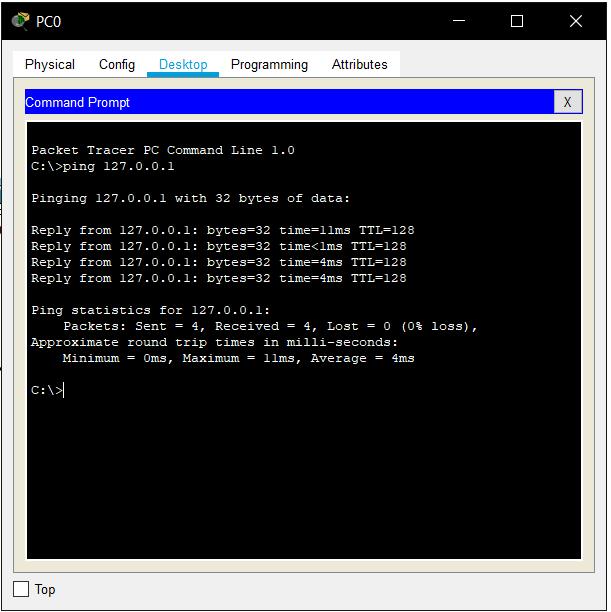 PC0
Physical Config Desktop Programming Attributes
Command Prompt X
Packet Tracer PC Command Line 1.0
C:\>ping 127.0.0.1
Pinging 127.0.0.1 with 32 bytes of data:
Reply from 127.0.0.1: bytes=32 time=11ms TTL=128
Reply from 127.0.0.1: bytes=32 time<1ms TTL=128
Reply from 127.0.0.1: bytes=32 time=4ms TTL=128
Reply from 127.0.0.1: bytes=32 time=4ms TTL=128
Ping statistics for 127.0.0.1:
Packets: Sent = 4, Received = 4, Lost = 0 (0% loss),
Approximate round trip times in milli-seconds:
Minimum = 0ms, Maximum = 11ms, Average = 4ms
C:\>
Top